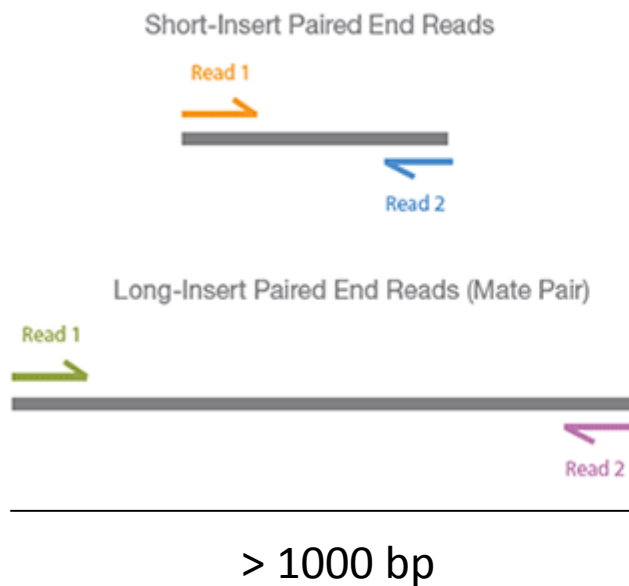 Short-Insert Paired End Reads
Read 1
Read 2
Long-Insert Paired End Reads (Mate Pair)
Read 1
Read 2
> 1000 bp